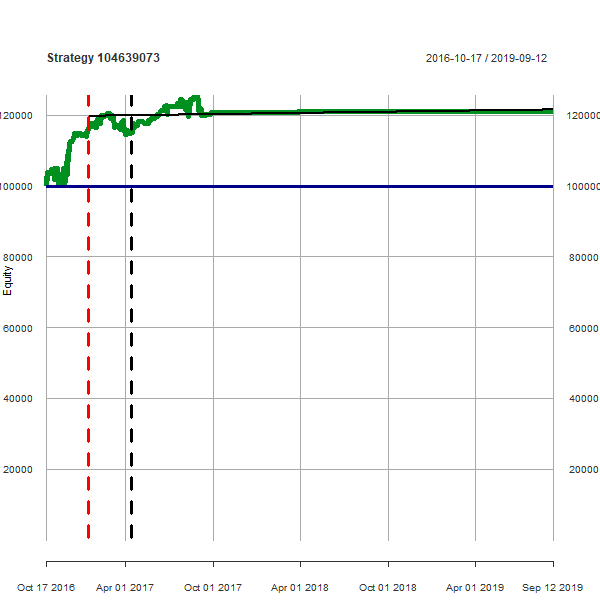 Strategy 104639073
2016-10-17 / 2019-09-12
120000
120000
100000
100000
80000
80000
Equity
60000
60000
40000
40000
20000
20000
Oct 17 2016
Apr 01 2017
Oct 01 2017
Apr 01 2018
Oct 01 2018
Apr 01 2019
Sep 12 2019